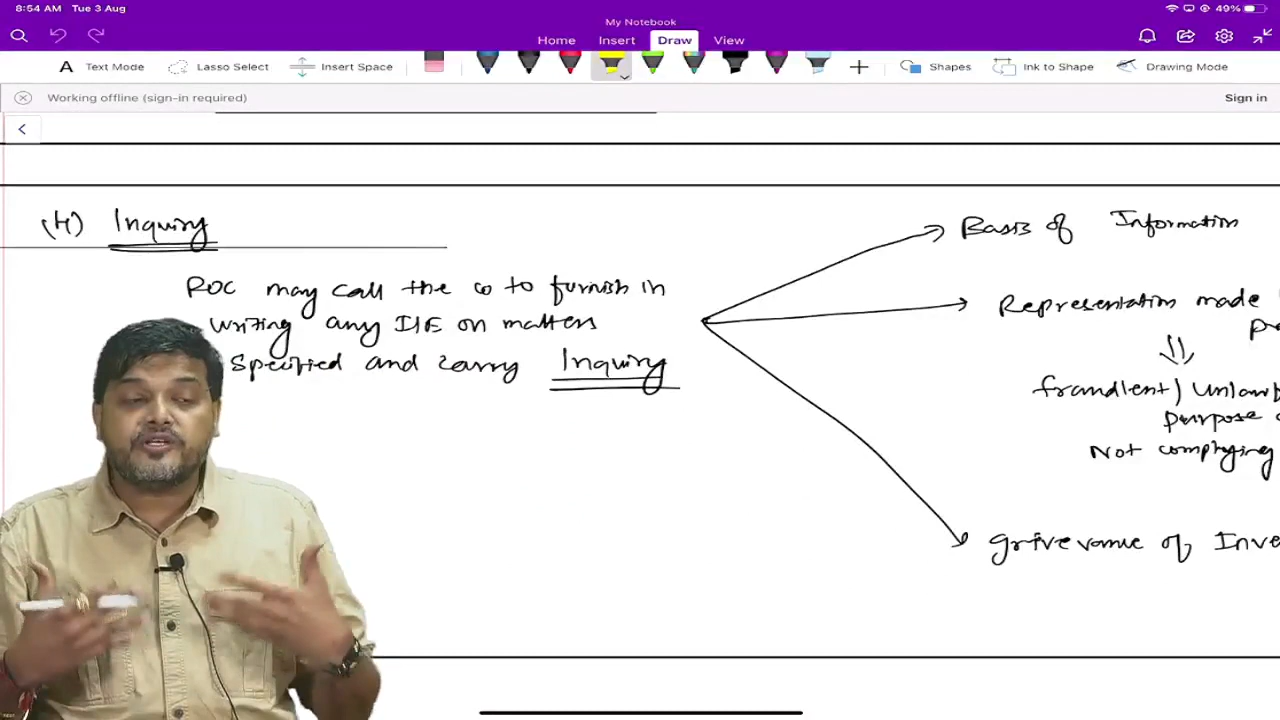 8:54 AM Tue 3 Aug
49%
My Notebook
Home Insert Draw View
Text Mode Lasso Select Insert Space Shapes Ink to Shape Drawing Mode
Working offline (sign-in required) Sign in
(H) Inquiry
ROC may call the co to furnish in
writing any I/E on matters
specified and carry Inquiry
Basis of Information
Representation made
fraudlent / Unlawf
purpose
Not complying
grievance of Inve